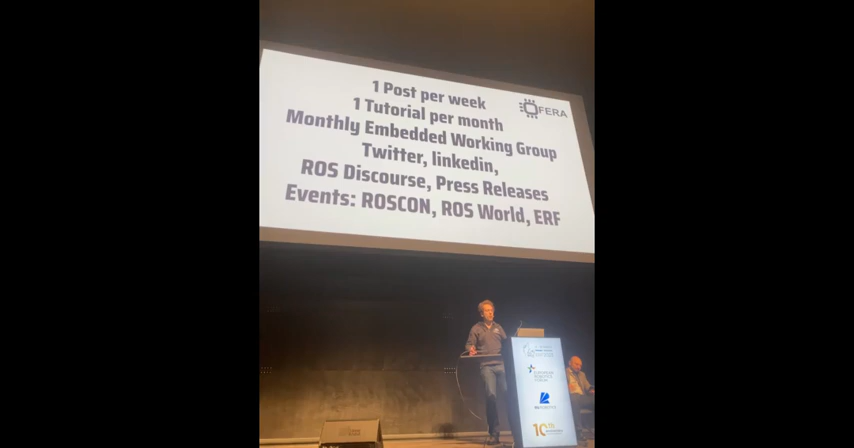 1 Post per week
1 Tutorial per month
Monthly Embedded Working Group
Twitter, linkedin,
ROS Discourse, Press Releases
Events: ROSCON, ROS World, ERF
OFERA
10th